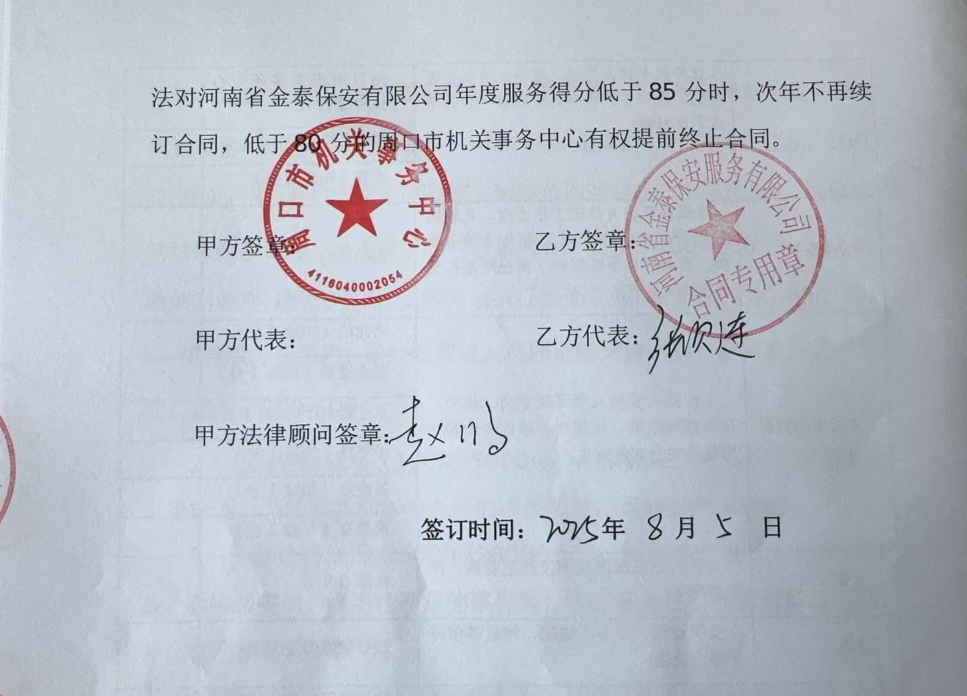 法对河南省金泰保安有限公司年度服务得分低于 85 分时，次年不再续
订合同，低于 80 分的周口市机关事务中心有权提前终止合同。
周口市机关事务中心
4116040002054
河南省金泰保安服务有限公司
合同专用章
甲方签章：
乙方签章：
甲方代表：
乙方代表：张
甲方法律顾问签章：赵鹏
签订时间：2025年 8 月 5 日